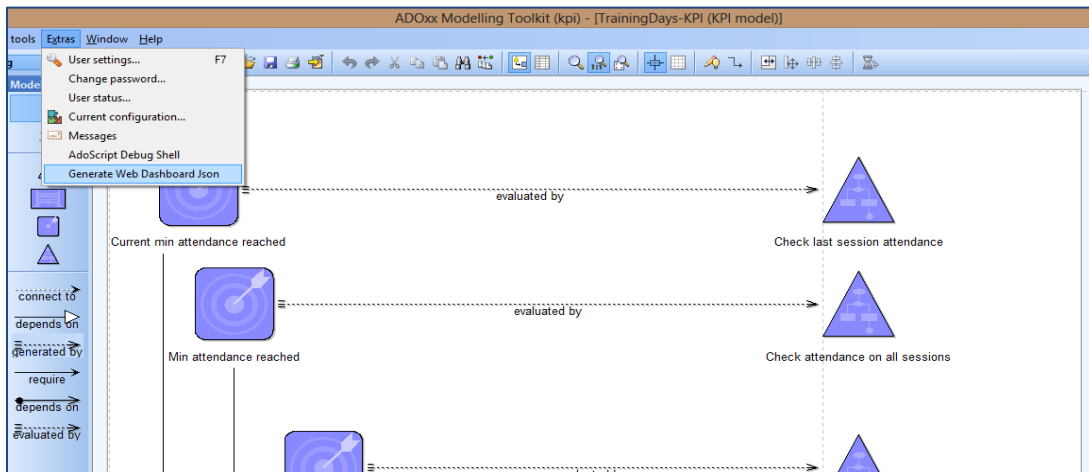 ADOxx Modelling Toolkit (kpi) - [TrainingDays-KPI (KPI model)]
tools Extras Window Help
User settings... F7
Change password...
User status...
Current configuration...
Messages
AdoScript Debug Shell
Generate Web Dashboard Json
evaluated by
Current min attendance reached
Check last session attendance
evaluated by
Min attendance reached
Check attendance on all sessions
connect to
depends on
generated by
require
depends on
evaluated by